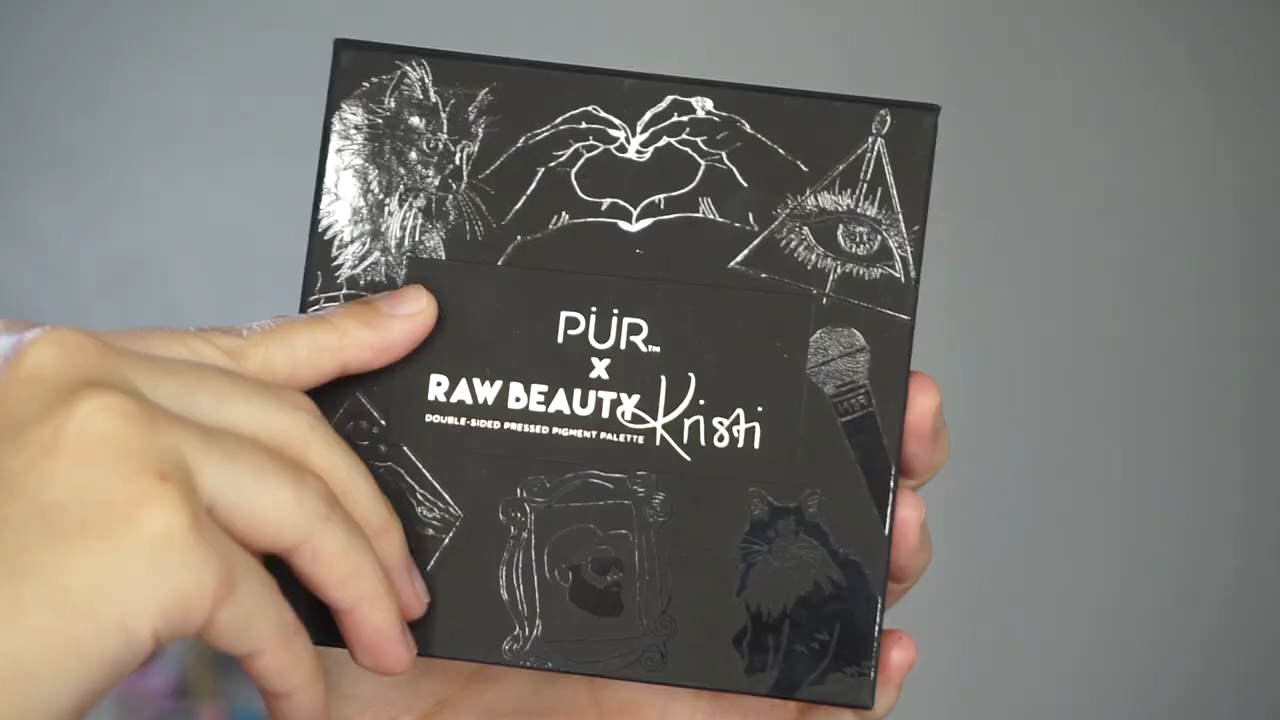 PÜR™
x
RAW BEAUTY Kristi
DOUBLE-SIDED PRESSED PIGMENT PALETTE